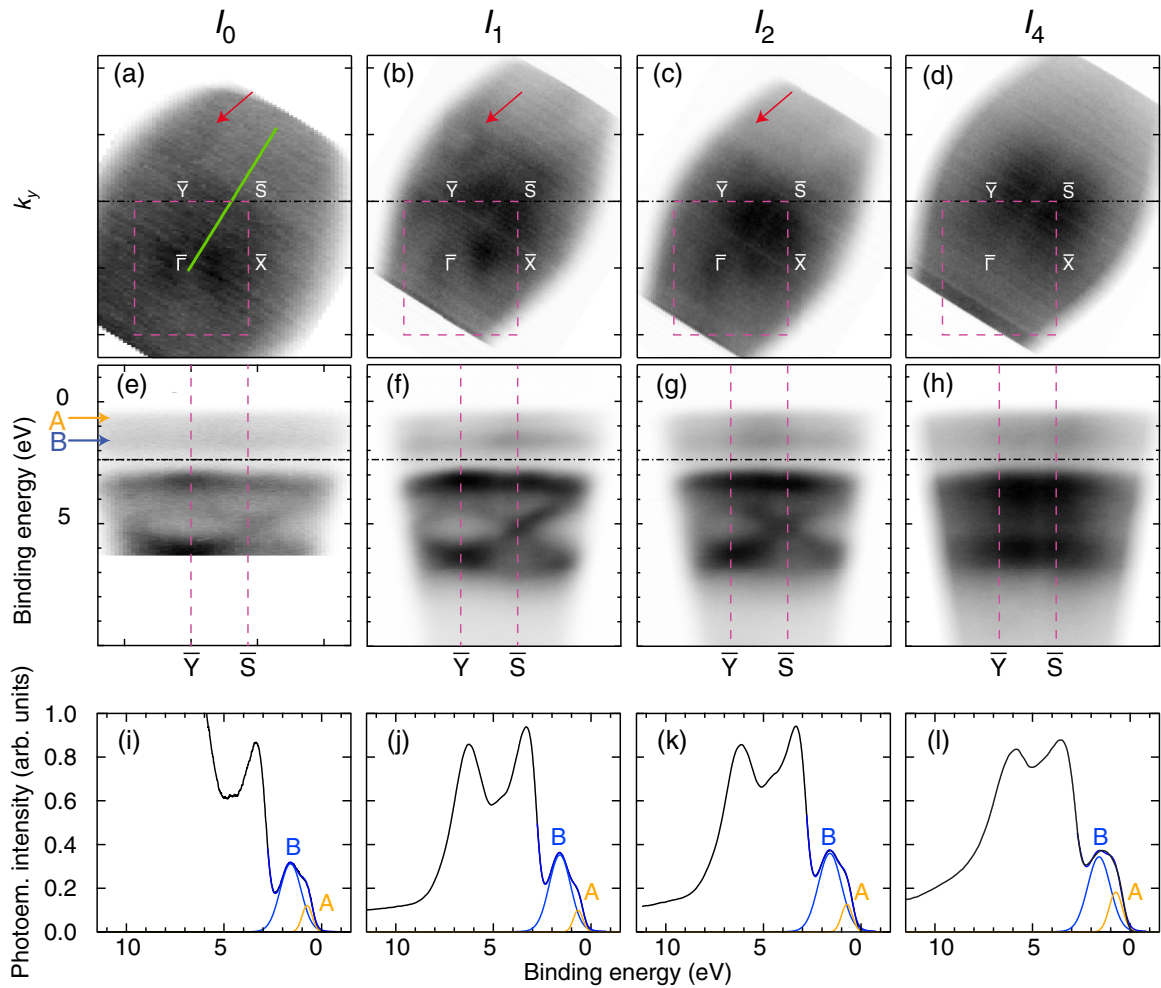 I0 I1 I2 I4
(a) (b) (c) (d)
Y̅ S̅ Y̅ S̅ Y̅ S̅ Y̅ S̅
ky
Γ̅ X̅ Γ̅ X̅ Γ̅ X̅ Γ̅ X̅
(e) (f) (g) (h)
0
A
B
5
Binding energy (eV)
Y̅ S̅ Y̅ S̅ Y̅ S̅ Y̅ S̅
Photoem. intensity (arb. units)
1.0
(i) (j) (k) (l)
0.8
0.6
0.4
B B B B
0.2
A A A A
0.0
10 5 0 10 5 0 10 5 0 10 5 0
Binding energy (eV)